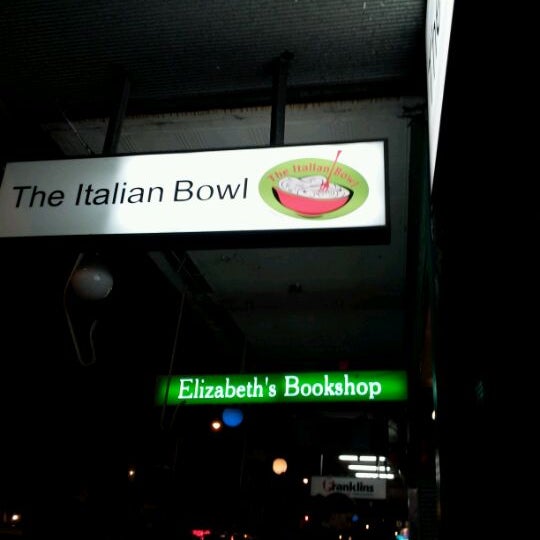 The Italian Bowl
The Italian Bowl
Elizabeth's Bookshop
Franklins